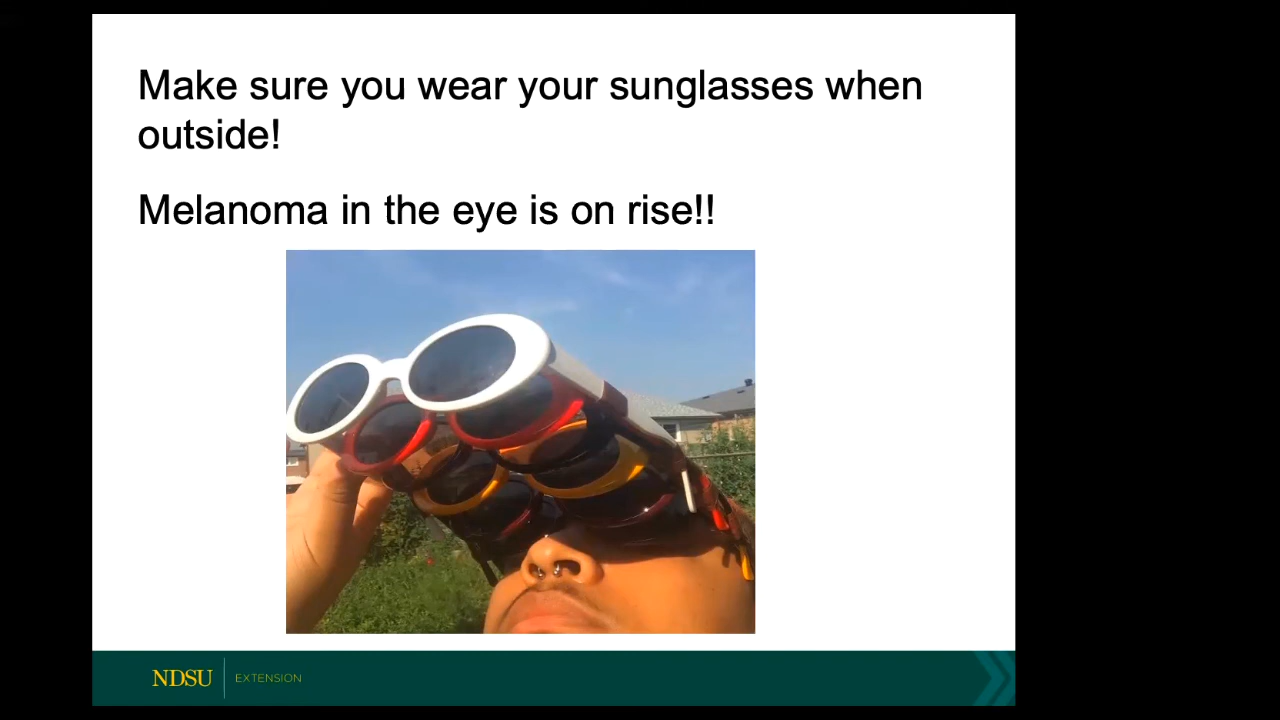 Make sure you wear your sunglasses when
outside!
Melanoma in the eye is on rise!!
NDSU EXTENSION